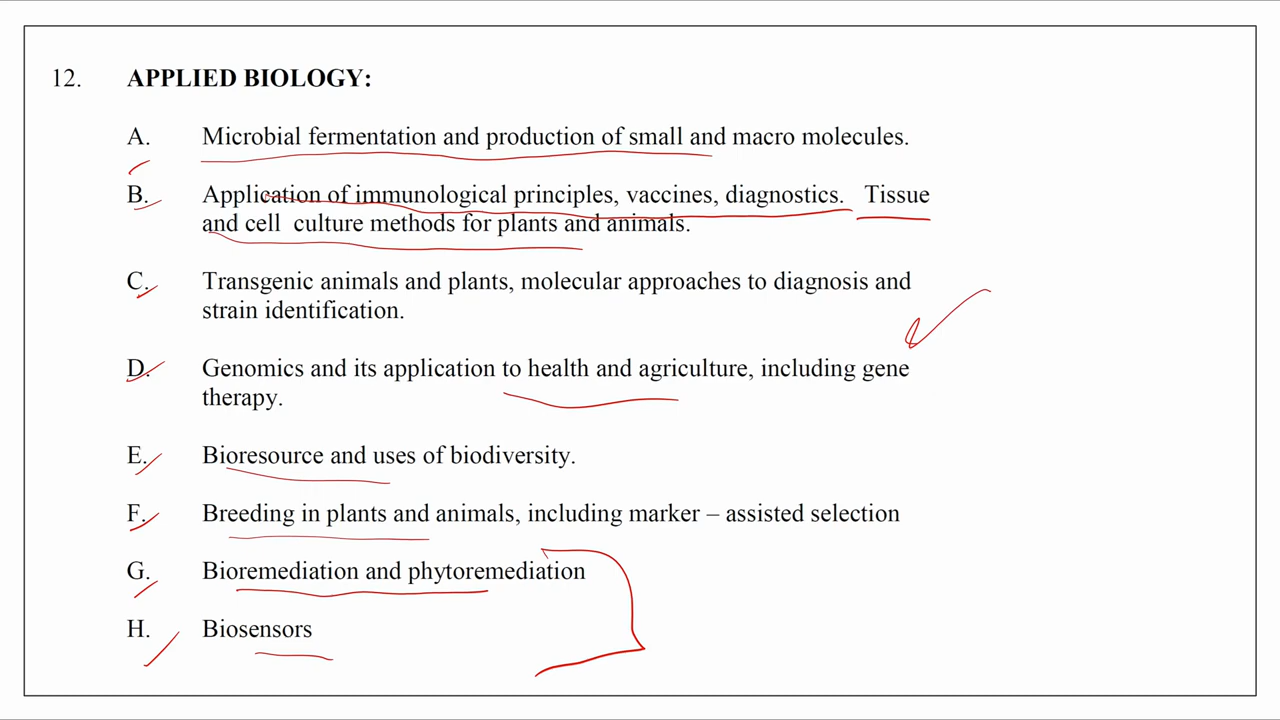 12. APPLIED BIOLOGY:
A. Microbial fermentation and production of small and macro molecules.
B. Application of immunological principles, vaccines, diagnostics. Tissue
and cell culture methods for plants and animals.
C. Transgenic animals and plants, molecular approaches to diagnosis and
strain identification.
D. Genomics and its application to health and agriculture, including gene
therapy.
E. Bioresource and uses of biodiversity.
F. Breeding in plants and animals, including marker – assisted selection
G. Bioremediation and phytoremediation
H. Biosensors